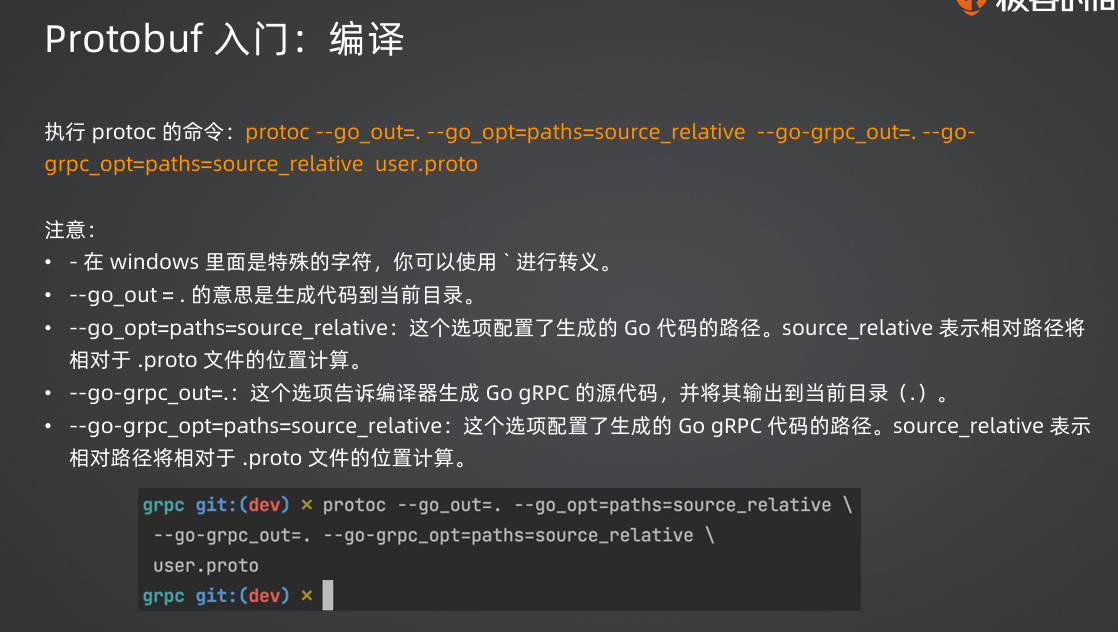 Protobuf 入门：编译
执行 protoc 的命令：protoc --go_out=. --go_opt=paths=source_relative --go-grpc_out=. --go-
grpc_opt=paths=source_relative user.proto
注意：
• - 在 windows 里面是特殊的字符，你可以使用 ` 进行转义。
• --go_out = . 的意思是生成代码到当前目录。
• --go_opt=paths=source_relative：这个选项配置了生成的 Go 代码的路径。source_relative 表示相对路径将
相对于 .proto 文件的位置计算。
• --go-grpc_out=.：这个选项告诉编译器生成 Go gRPC 的源代码，并将其输出到当前目录（.）。
• --go-grpc_opt=paths=source_relative：这个选项配置了生成的 Go gRPC 代码的路径。source_relative 表示
相对路径将相对于 .proto 文件的位置计算。
grpc git:(dev) × protoc --go_out=. --go_opt=paths=source_relative \
--go-grpc_out=. --go-grpc_opt=paths=source_relative \
user.proto
grpc git:(dev) ×